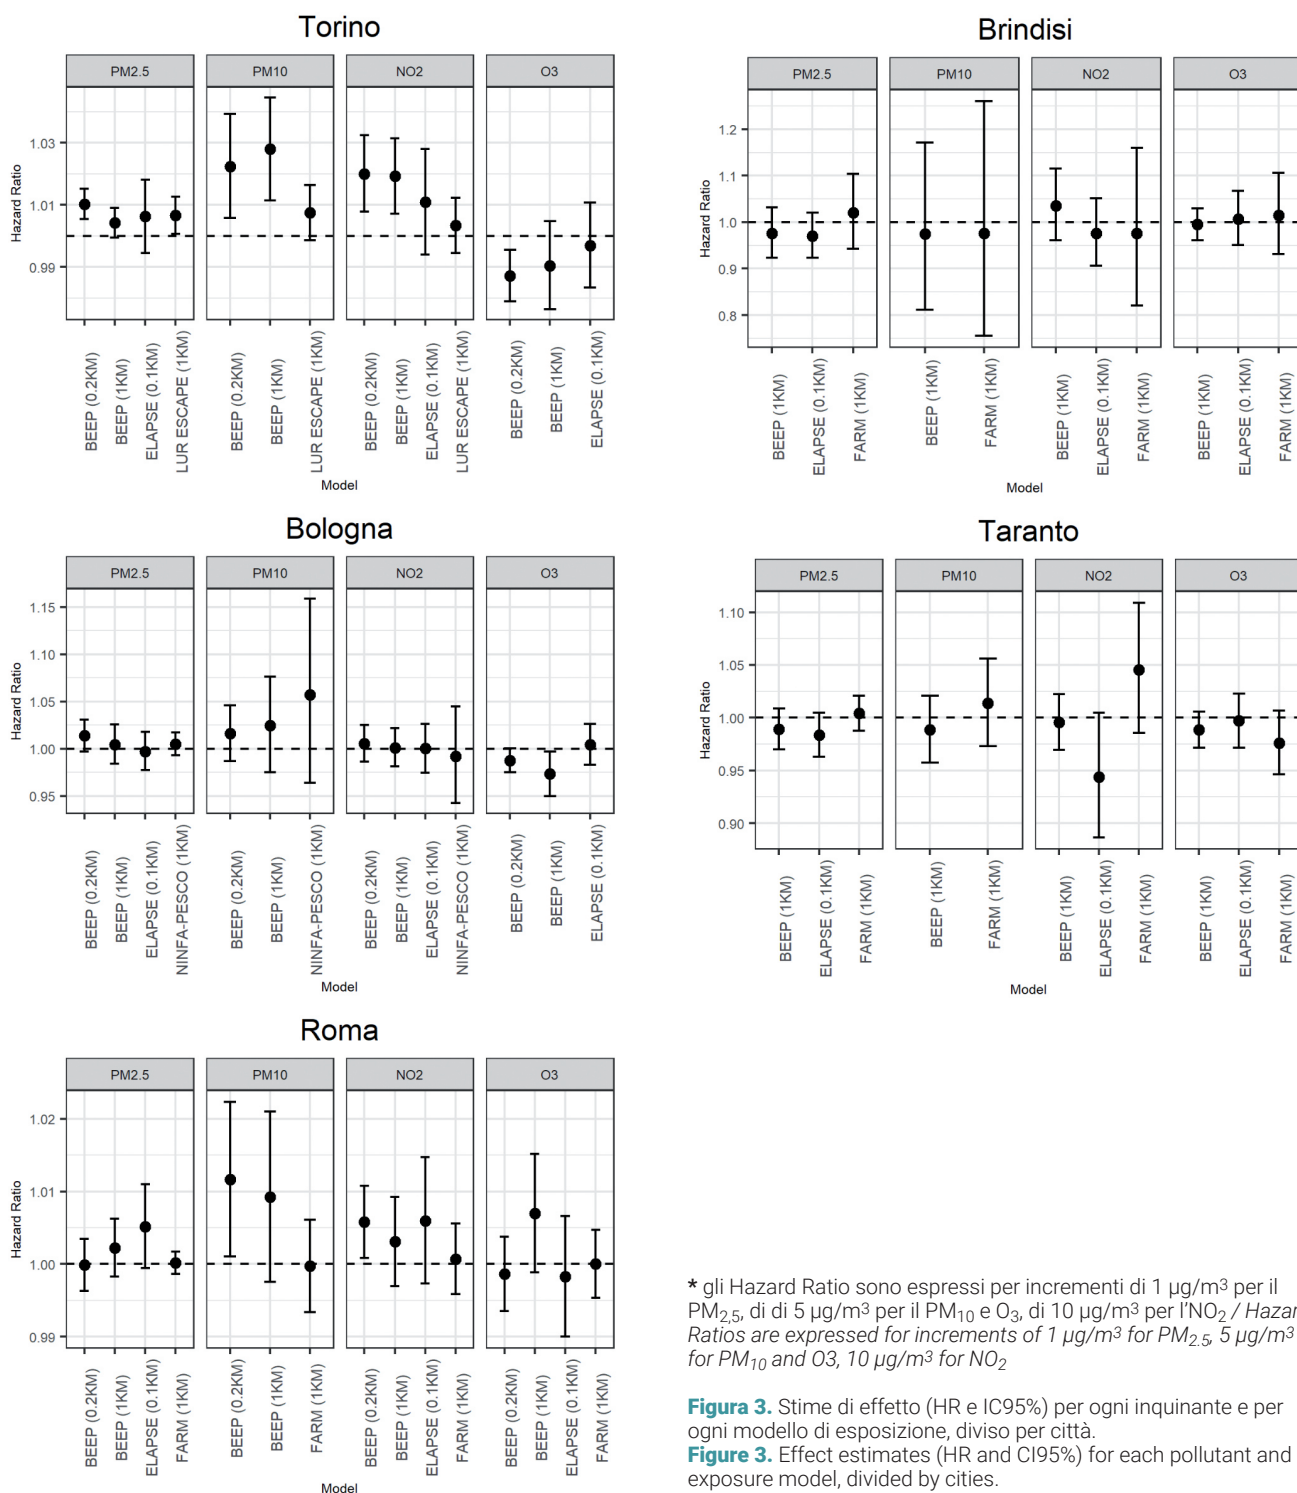 Torino
PM2.5 PM10 NO2 O3
Hazard Ratio
1.03
1.01
0.99
BEEP (0.2KM)
BEEP (1KM)
ELAPSE (0.1KM)
LUR ESCAPE (1KM)
BEEP (0.2KM)
BEEP (1KM)
LUR ESCAPE (1KM)
BEEP (0.2KM)
BEEP (1KM)
ELAPSE (0.1KM)
LUR ESCAPE (1KM)
BEEP (0.2KM)
BEEP (1KM)
ELAPSE (0.1KM)
Model
Brindisi
PM2.5 PM10 NO2 O3
Hazard Ratio
1.2
1.1
1.0
0.9
0.8
BEEP (1KM)
ELAPSE (0.1KM)
FARM (1KM)
BEEP (1KM)
FARM (1KM)
BEEP (1KM)
ELAPSE (0.1KM)
FARM (1KM)
BEEP (1KM)
ELAPSE (0.1KM)
FARM (1KM)
Model
Bologna
PM2.5 PM10 NO2 O3
Hazard Ratio
1.15
1.10
1.05
1.00
0.95
BEEP (0.2KM)
BEEP (1KM)
ELAPSE (0.1KM)
NINFA-PESCO (1KM)
BEEP (0.2KM)
BEEP (1KM)
NINFA-PESCO (1KM)
BEEP (0.2KM)
BEEP (1KM)
ELAPSE (0.1KM)
NINFA-PESCO (1KM)
BEEP (0.2KM)
BEEP (1KM)
ELAPSE (0.1KM)
Model
Taranto
PM2.5 PM10 NO2 O3
Hazard Ratio
1.10
1.05
1.00
0.95
0.90
BEEP (1KM)
ELAPSE (0.1KM)
FARM (1KM)
BEEP (1KM)
FARM (1KM)
BEEP (1KM)
ELAPSE (0.1KM)
FARM (1KM)
BEEP (1KM)
ELAPSE (0.1KM)
FARM (1KM)
Model
Roma
PM2.5 PM10 NO2 O3
Hazard Ratio
1.02
1.01
1.00
0.99
BEEP (0.2KM)
BEEP (1KM)
ELAPSE (0.1KM)
FARM (1KM)
BEEP (0.2KM)
BEEP (1KM)
FARM (1KM)
BEEP (0.2KM)
BEEP (1KM)
ELAPSE (0.1KM)
FARM (1KM)
BEEP (0.2KM)
BEEP (1KM)
ELAPSE (0.1KM)
FARM (1KM)
Model
* gli Hazard Ratio sono espressi per incrementi di 1 µg/m3 per il
PM2,5, di di 5 µg/m3 per il PM10 e O3, di 10 µg/m3 per l'NO2 / Hazar
Ratios are expressed for increments of 1 µg/m3 for PM2.5, 5 µg/m3
for PM10 and O3, 10 µg/m3 for NO2
Figura 3. Stime di effetto (HR e IC95%) per ogni inquinante e per
ogni modello di esposizione, diviso per città.
Figure 3. Effect estimates (HR and CI95%) for each pollutant and
exposure model, divided by cities.